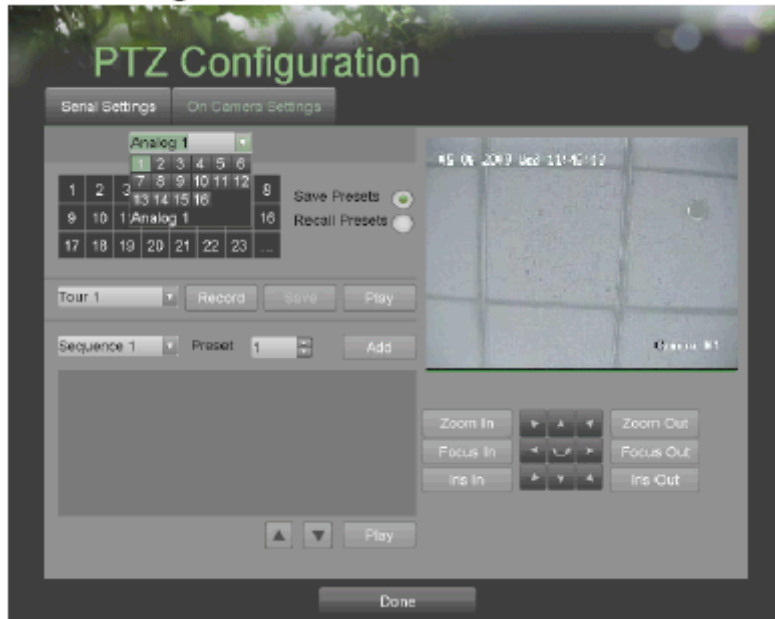 PTZ Configuration
Serial Settings On Camera Settings
Analog 1
1 2 3 4 5 6
7 8 9 10 11 12
13 14 15 16
Analog 1
1 2 3 8
9 10 1 16
17 18 19 20 21 22 23 ...
Save Presets
Recall Presets
Tour 1 Record Save Play
Sequence 1 Preset 1 Add
Play
Wed
Zoom In Zoom Out
Focus In Focus Out
Iris In Iris Out
Done